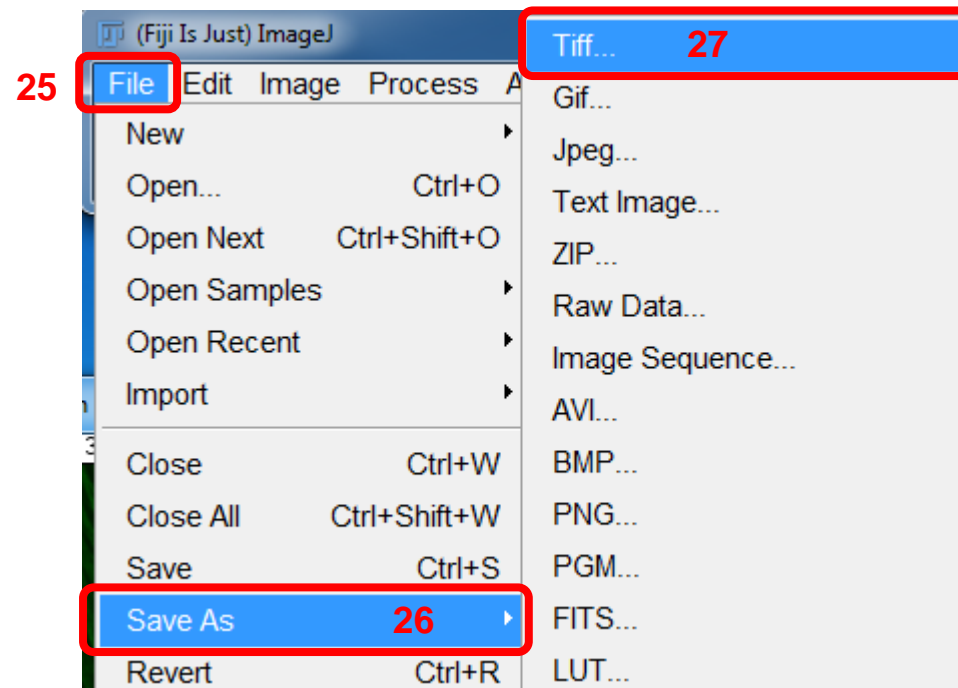 (Fiji Is Just) ImageJ
25
File Edit Image Process A
New
Open... Ctrl+O
Open Next Ctrl+Shift+O
Open Samples
Open Recent
Import
Close Ctrl+W
Close All Ctrl+Shift+W
Save Ctrl+S
Save As 26
Revert Ctrl+R
Tiff... 27
Gif...
Jpeg...
Text Image...
ZIP...
Raw Data...
Image Sequence...
AVI...
BMP...
PNG...
PGM...
FITS...
LUT...